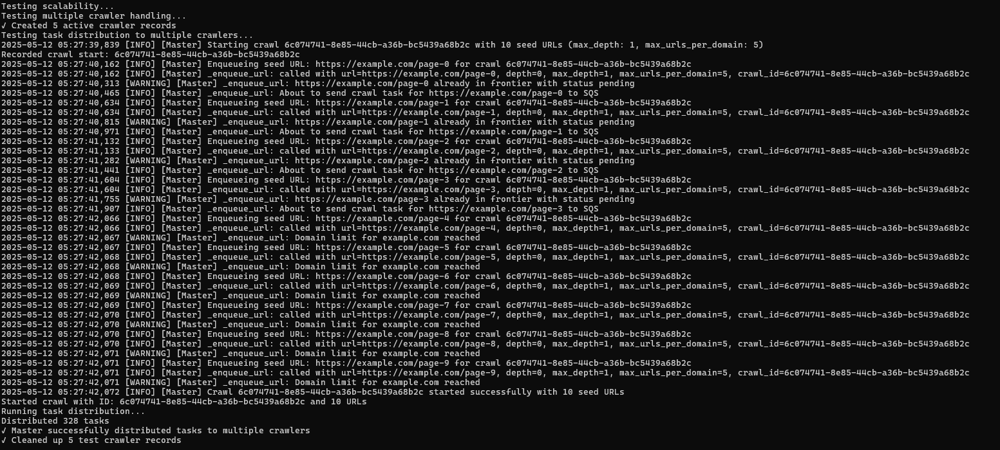 Testing scalability...
Testing multiple crawler handling...
√ Created 5 active crawler records
Testing task distribution to multiple crawlers...
2025-05-12 05:27:39,839 [INFO] [Master] Starting crawl 6c074741-8e85-44cb-a36b-bc5439a68b2c with 10 seed URLs (max_depth: 1, max_urls_per_domain: 5)
Recorded crawl start: 6c074741-8e85-44cb-a36b-bc5439a68b2c
2025-05-12 05:27:40,162 [INFO] [Master] Enqueueing seed URL: https://example.com/page-0 for crawl 6c074741-8e85-44cb-a36b-bc5439a68b2c
2025-05-12 05:27:40,162 [INFO] [Master] _enqueue_url: called with url=https://example.com/page-0, depth=0, max_depth=1, max_urls_per_domain=5, crawl_id=6c074741-8e85-44cb-a36b-bc5439a68b2c
2025-05-12 05:27:40,313 [WARNING] [Master] _enqueue_url: https://example.com/page-0 already in frontier with status pending
2025-05-12 05:27:40,465 [INFO] [Master] _enqueue_url: About to send crawl task for https://example.com/page-0 to SQS
2025-05-12 05:27:40,634 [INFO] [Master] Enqueueing seed URL: https://example.com/page-1 for crawl 6c074741-8e85-44cb-a36b-bc5439a68b2c
2025-05-12 05:27:40,634 [INFO] [Master] _enqueue_url: called with url=https://example.com/page-1, depth=0, max_depth=1, max_urls_per_domain=5, crawl_id=6c074741-8e85-44cb-a36b-bc5439a68b2c
2025-05-12 05:27:40,815 [WARNING] [Master] _enqueue_url: https://example.com/page-1 already in frontier with status pending
2025-05-12 05:27:40,971 [INFO] [Master] _enqueue_url: About to send crawl task for https://example.com/page-1 to SQS
2025-05-12 05:27:41,132 [INFO] [Master] Enqueueing seed URL: https://example.com/page-2 for crawl 6c074741-8e85-44cb-a36b-bc5439a68b2c
2025-05-12 05:27:41,133 [INFO] [Master] _enqueue_url: called with url=https://example.com/page-2, depth=0, max_depth=1, max_urls_per_domain=5, crawl_id=6c074741-8e85-44cb-a36b-bc5439a68b2c
2025-05-12 05:27:41,282 [WARNING] [Master] _enqueue_url: https://example.com/page-2 already in frontier with status pending
2025-05-12 05:27:41,441 [INFO] [Master] _enqueue_url: About to send crawl task for https://example.com/page-2 to SQS
2025-05-12 05:27:41,604 [INFO] [Master] Enqueueing seed URL: https://example.com/page-3 for crawl 6c074741-8e85-44cb-a36b-bc5439a68b2c
2025-05-12 05:27:41,604 [INFO] [Master] _enqueue_url: called with url=https://example.com/page-3, depth=0, max_depth=1, max_urls_per_domain=5, crawl_id=6c074741-8e85-44cb-a36b-bc5439a68b2c
2025-05-12 05:27:41,755 [WARNING] [Master] _enqueue_url: https://example.com/page-3 already in frontier with status pending
2025-05-12 05:27:41,907 [INFO] [Master] _enqueue_url: About to send crawl task for https://example.com/page-3 to SQS
2025-05-12 05:27:42,066 [INFO] [Master] Enqueueing seed URL: https://example.com/page-4 for crawl 6c074741-8e85-44cb-a36b-bc5439a68b2c
2025-05-12 05:27:42,066 [INFO] [Master] _enqueue_url: called with url=https://example.com/page-4, depth=0, max_depth=1, max_urls_per_domain=5, crawl_id=6c074741-8e85-44cb-a36b-bc5439a68b2c
2025-05-12 05:27:42,067 [WARNING] [Master] _enqueue_url: Domain limit for example.com reached
2025-05-12 05:27:42,067 [INFO] [Master] Enqueueing seed URL: https://example.com/page-5 for crawl 6c074741-8e85-44cb-a36b-bc5439a68b2c
2025-05-12 05:27:42,068 [INFO] [Master] _enqueue_url: called with url=https://example.com/page-5, depth=0, max_depth=1, max_urls_per_domain=5, crawl_id=6c074741-8e85-44cb-a36b-bc5439a68b2c
2025-05-12 05:27:42,068 [WARNING] [Master] _enqueue_url: Domain limit for example.com reached
2025-05-12 05:27:42,068 [INFO] [Master] Enqueueing seed URL: https://example.com/page-6 for crawl 6c074741-8e85-44cb-a36b-bc5439a68b2c
2025-05-12 05:27:42,069 [INFO] [Master] _enqueue_url: called with url=https://example.com/page-6, depth=0, max_depth=1, max_urls_per_domain=5, crawl_id=6c074741-8e85-44cb-a36b-bc5439a68b2c
2025-05-12 05:27:42,069 [WARNING] [Master] _enqueue_url: Domain limit for example.com reached
2025-05-12 05:27:42,069 [INFO] [Master] Enqueueing seed URL: https://example.com/page-7 for crawl 6c074741-8e85-44cb-a36b-bc5439a68b2c
2025-05-12 05:27:42,070 [INFO] [Master] _enqueue_url: called with url=https://example.com/page-7, depth=0, max_depth=1, max_urls_per_domain=5, crawl_id=6c074741-8e85-44cb-a36b-bc5439a68b2c
2025-05-12 05:27:42,070 [WARNING] [Master] _enqueue_url: Domain limit for example.com reached
2025-05-12 05:27:42,070 [INFO] [Master] Enqueueing seed URL: https://example.com/page-8 for crawl 6c074741-8e85-44cb-a36b-bc5439a68b2c
2025-05-12 05:27:42,070 [INFO] [Master] _enqueue_url: called with url=https://example.com/page-8, depth=0, max_depth=1, max_urls_per_domain=5, crawl_id=6c074741-8e85-44cb-a36b-bc5439a68b2c
2025-05-12 05:27:42,071 [WARNING] [Master] _enqueue_url: Domain limit for example.com reached
2025-05-12 05:27:42,071 [INFO] [Master] Enqueueing seed URL: https://example.com/page-9 for crawl 6c074741-8e85-44cb-a36b-bc5439a68b2c
2025-05-12 05:27:42,071 [INFO] [Master] _enqueue_url: called with url=https://example.com/page-9, depth=0, max_depth=1, max_urls_per_domain=5, crawl_id=6c074741-8e85-44cb-a36b-bc5439a68b2c
2025-05-12 05:27:42,071 [WARNING] [Master] _enqueue_url: Domain limit for example.com reached
2025-05-12 05:27:42,072 [INFO] [Master] Crawl 6c074741-8e85-44cb-a36b-bc5439a68b2c started successfully with 10 seed URLs
Started crawl with ID: 6c074741-8e85-44cb-a36b-bc5439a68b2c and 10 URLs
Running task distribution...
Distributed 328 tasks
√ Master successfully distributed tasks to multiple crawlers
√ Cleaned up 5 test crawler records